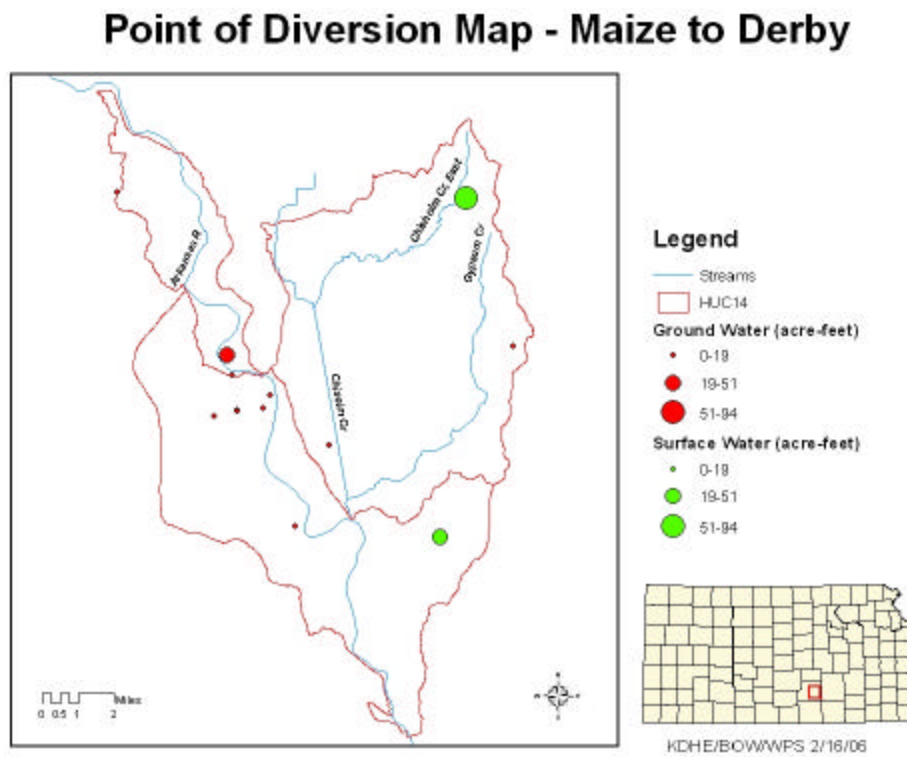 Point of Diversion Map - Maize to Derby
Arkansas R
Chisholm Cr, East
Gypsum Cr
Chisolm Cr
Miles
0 0.5 1 2
N
W E
S
Legend
Streams
HUC14
Ground Water (acre-feet)
0-19
19-51
51-94
Surface Water (acre-feet)
0-19
19-51
51-94
KDHE/BOW/WPS 2/16/06